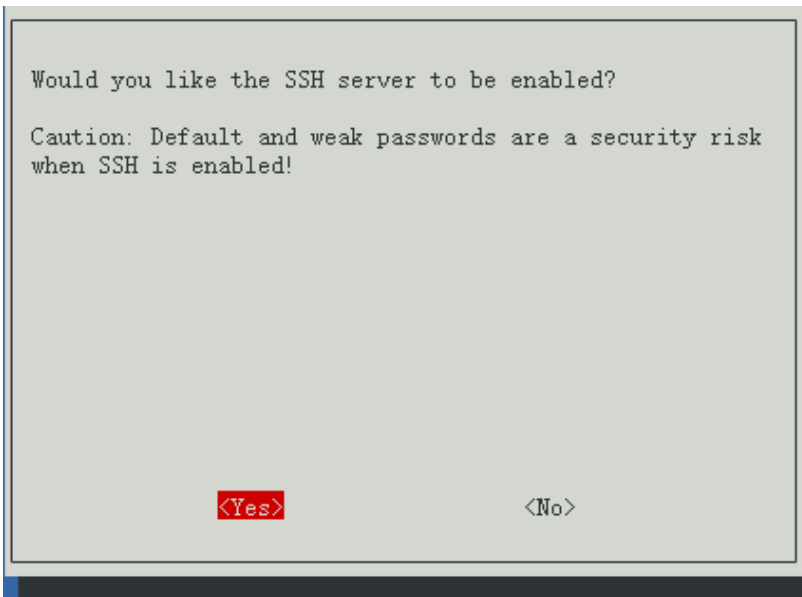 Would you like the SSH server to be enabled?
Caution: Default and weak passwords are a security risk
when SSH is enabled!
<Yes> <No>